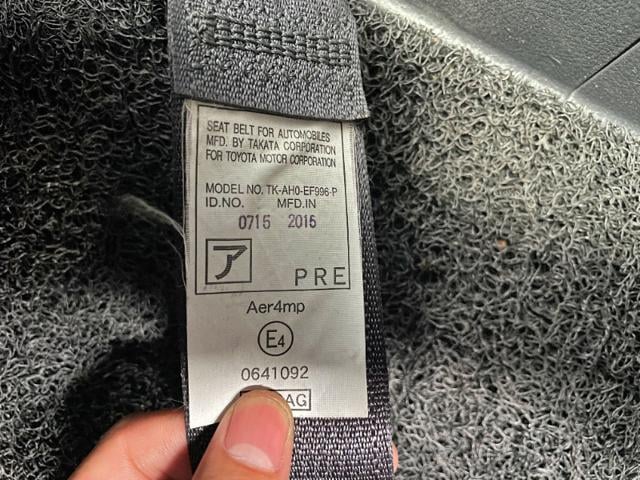 SEAT BELT FOR AUTOMOBILES
MFD. BY TAKATA CORPORATION
FOR TOYOTA MOTOR CORPORATION
MODEL NO. TK-AH0-EF996-P
ID.NO. MFD.IN
0715 2015
ア PRE
Aer4mp
E4
0641092